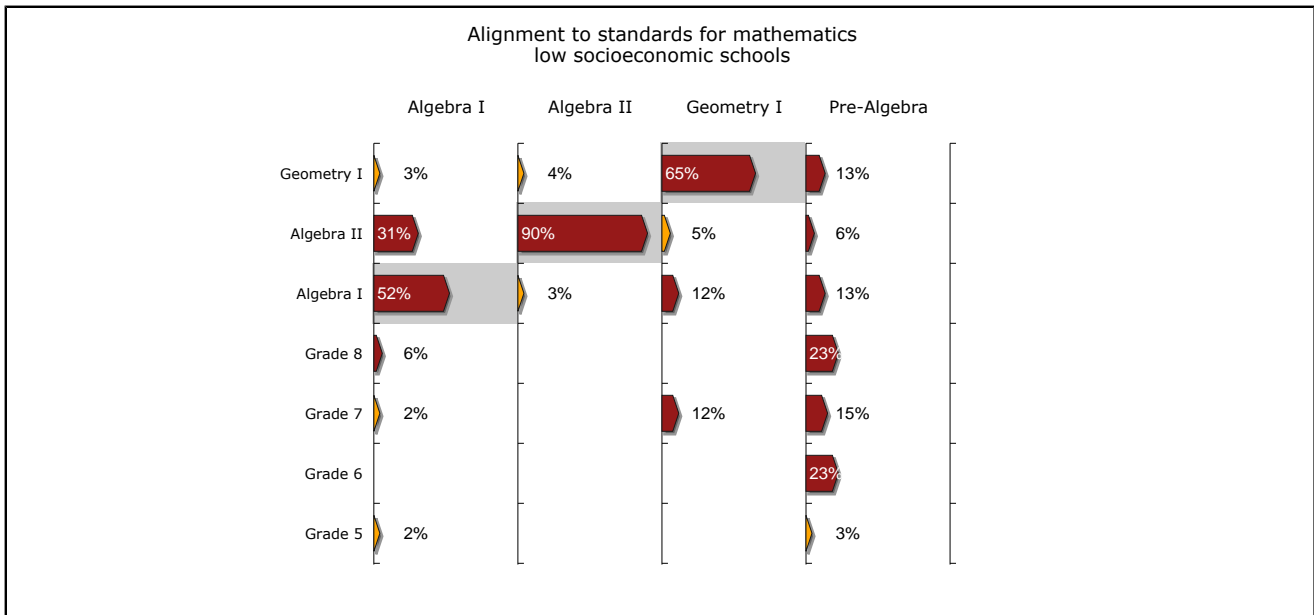 Alignment to standards for mathematics
low socioeconomic schools
Algebra I Algebra II Geometry I Pre-Algebra
Geometry I 3% 4% 65% 13%
Algebra II 31% 90% 5% 6%
Algebra I 52% 3% 12% 13%
Grade 8 6% 23%
Grade 7 2% 12% 15%
Grade 6 23%
Grade 5 2% 3%